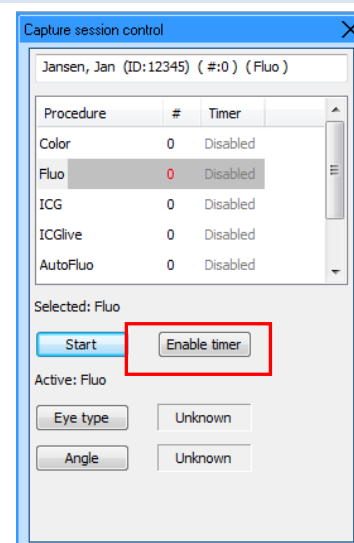 Capture session control
Jansen, Jan (ID:12345) ( #:0 ) ( Fluo )
Procedure # Timer
Color 0 Disabled
Fluo 0 Disabled
ICG 0 Disabled
ICGlive 0 Disabled
AutoFluo 0 Disabled
Selected: Fluo
Start Enable timer
Active: Fluo
Eye type Unknown
Angle Unknown